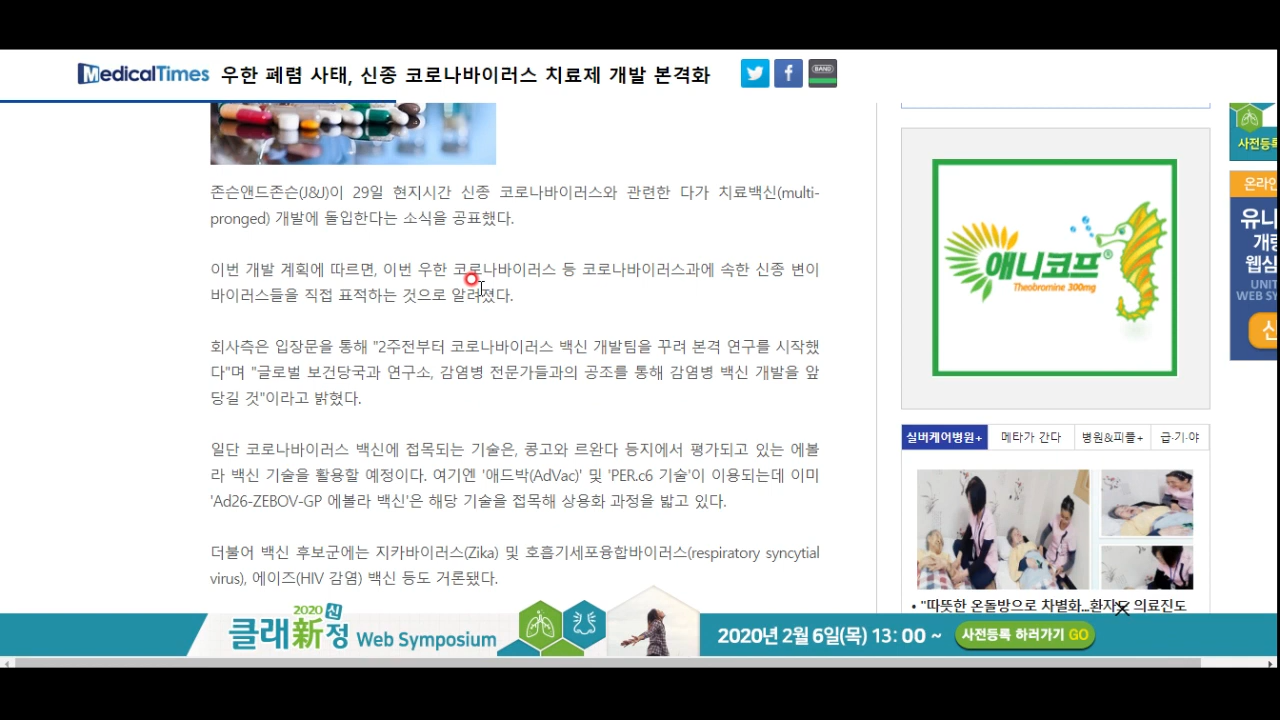 MedicalTimes 우한 폐렴 사태, 신종 코로나바이러스 치료제 개발 본격화
BAND
존슨앤드존슨(J&J)이 29일 현지시간 신종 코로나바이러스와 관련한 다가 치료백신(multi-
pronged) 개발에 돌입한다는 소식을 공표했다.
이번 개발 계획에 따르면, 이번 우한 코로나바이러스 등 코로나바이러스과에 속한 신종 변이
바이러스들을 직접 표적하는 것으로 알려졌다.
회사측은 입장문을 통해 "2주전부터 코로나바이러스 백신 개발팀을 꾸려 본격 연구를 시작했
다"며 "글로벌 보건당국과 연구소, 감염병 전문가들과의 공조를 통해 감염병 백신 개발을 앞
당길 것"이라고 밝혔다.
일단 코로나바이러스 백신에 접목되는 기술은, 콩고와 르완다 등지에서 평가되고 있는 에볼
라 백신 기술을 활용할 예정이다. 여기엔 '애드박(AdVac)' 및 'PER.c6 기술'이 이용되는데 이미
'Ad26-ZEBOV-GP 에볼라 백신'은 해당 기술을 접목해 상용화 과정을 밟고 있다.
더불어 백신 후보군에는 지카바이러스(Zika) 및 호흡기세포융합바이러스(respiratory syncytial
virus), 에이즈(HIV 감염) 백신 등도 거론됐다.
애니코프®
Theobromine 300mg
실버케어병원+ 메타가 간다 병원&피플+ 급·기·야
• "따뜻한 온돌방으로 차별화…환자도 의료진도
사전등록
온라인
유니
개량
웹심
UNIT
WEB SY
신
2020 신
클래新정 Web Symposium
2020년 2월 6일(목) 13: 00 ~
사전등록 하러가기 GO